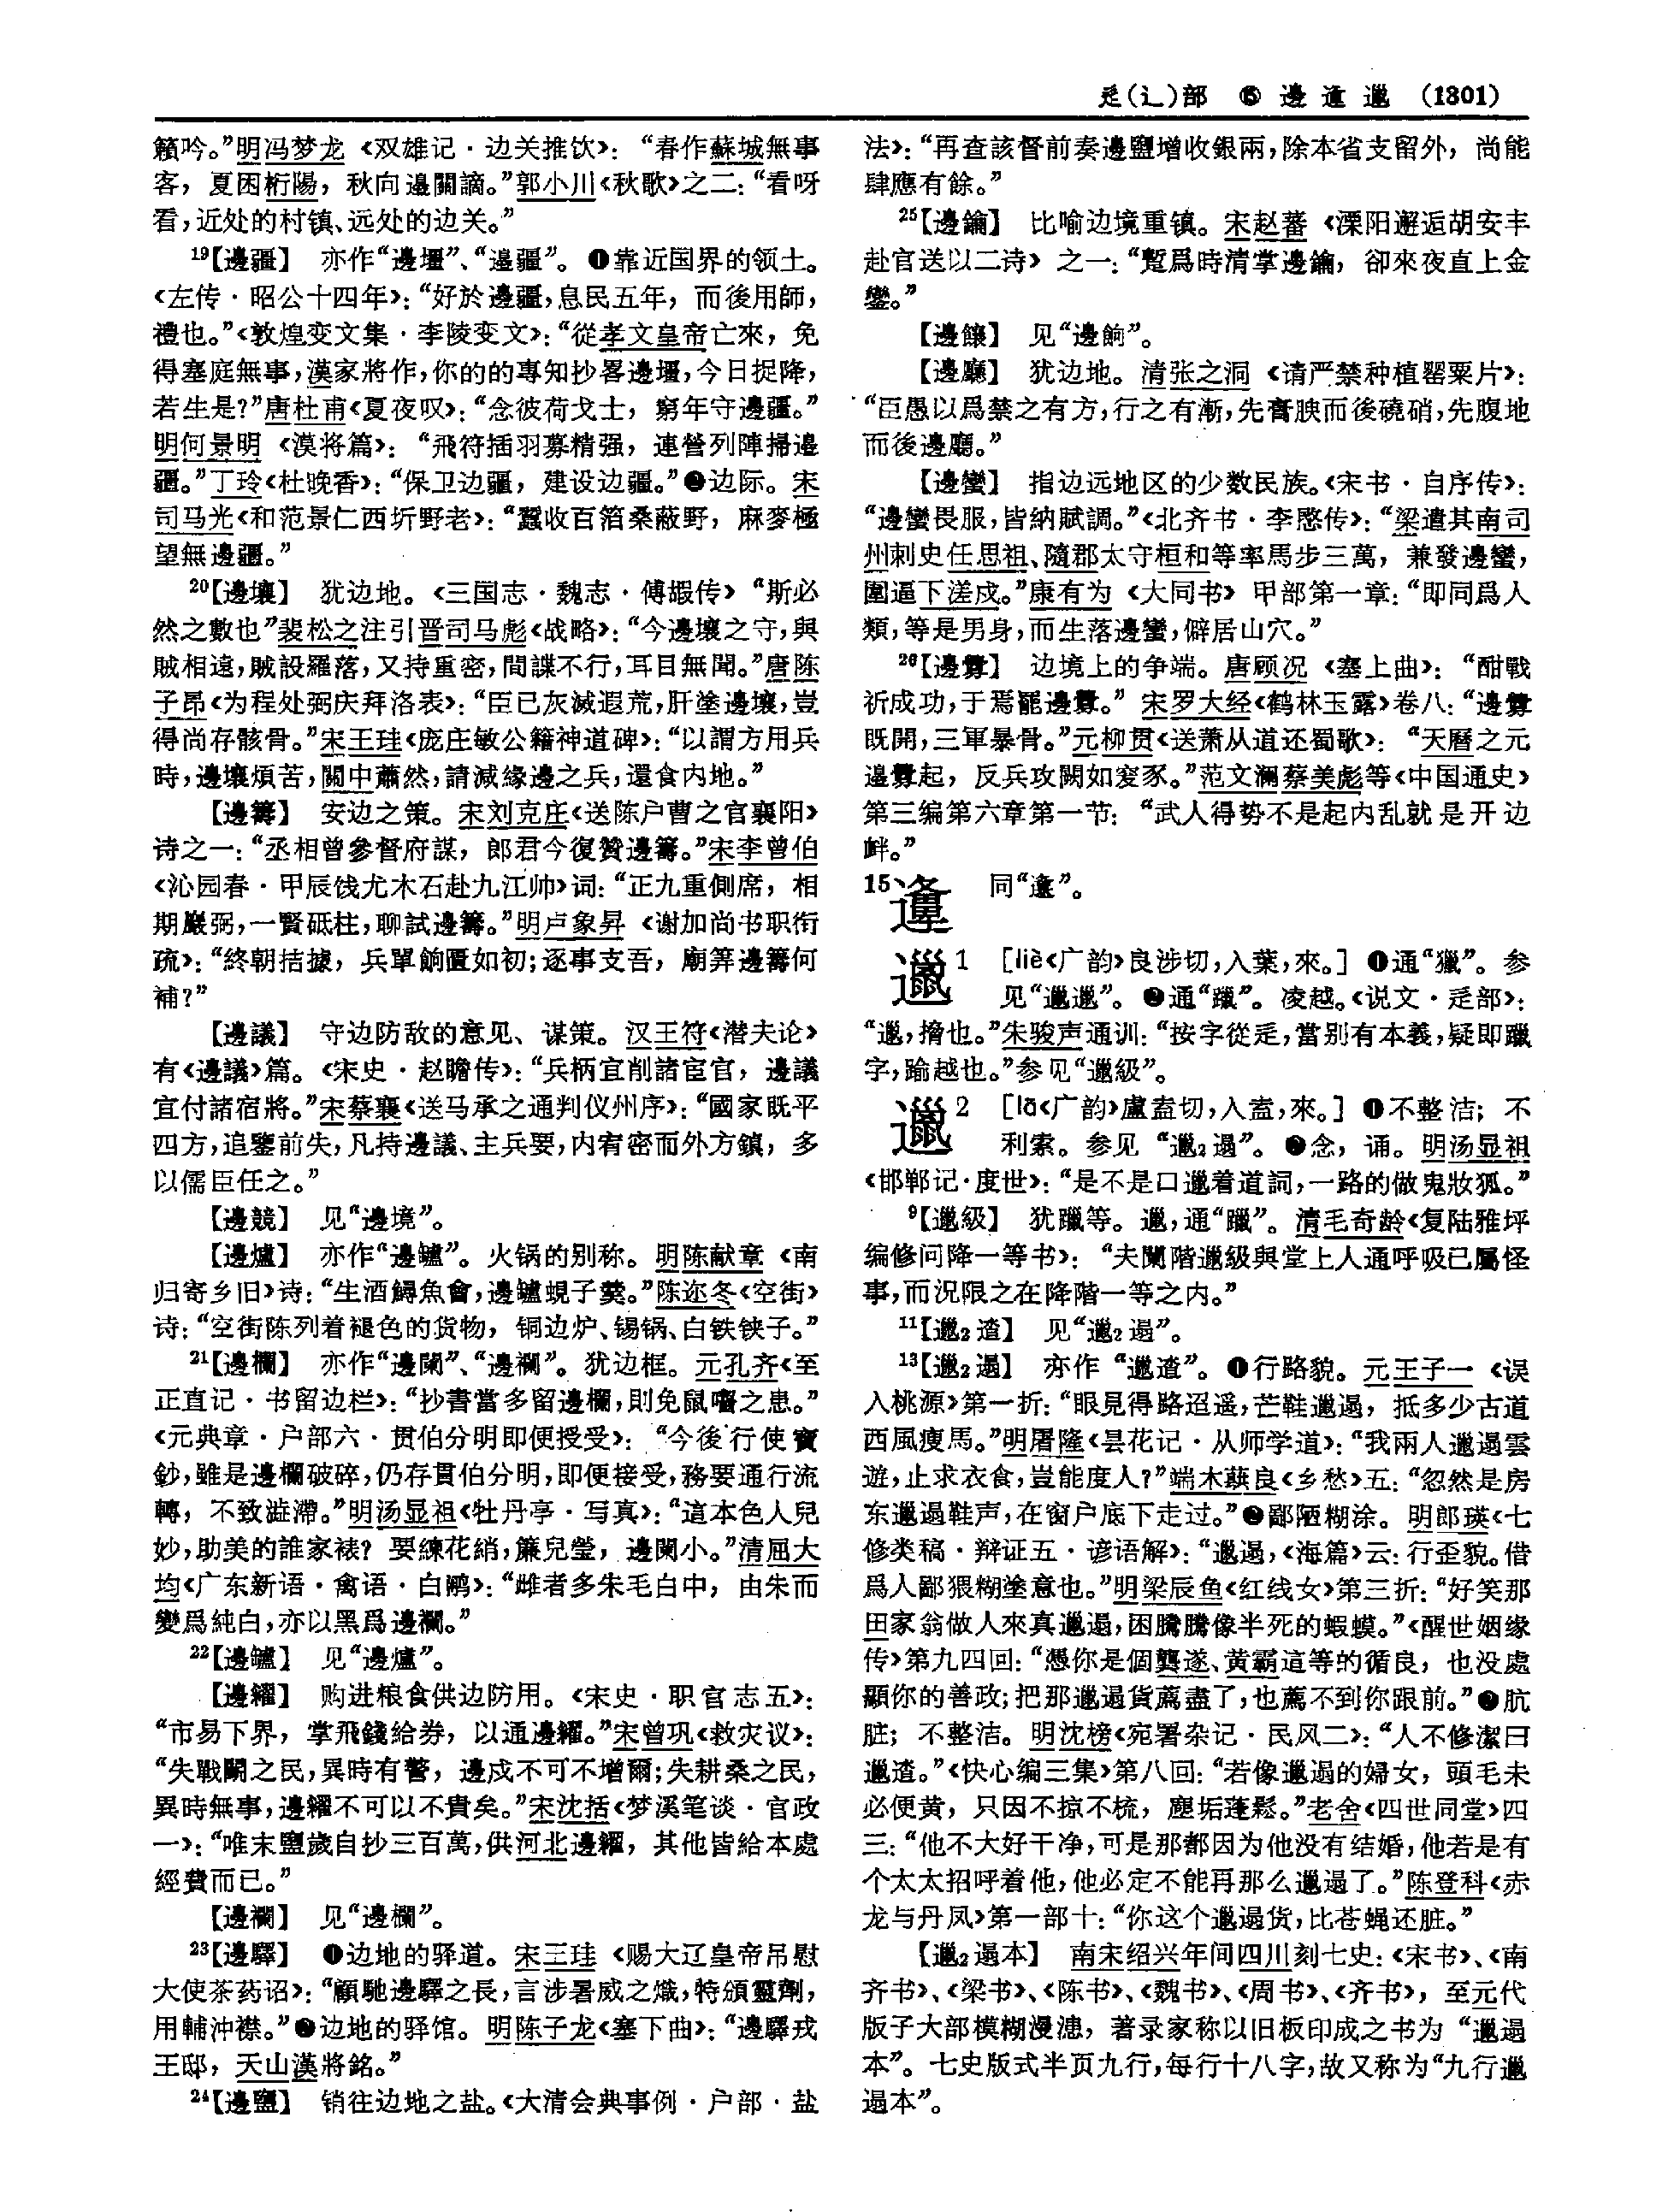 辵(辶)部 ⑮ 邊 邍 邋 (1301)
籟吟。”明冯梦龙《双雄记·边关推饮》：“春作蘇城無事
客，夏困桁陽，秋向邉關謫。”郭小川《秋歌》之二：“看呀
看，近处的村镇、远处的边关。”
19【邊疆】 亦作“邊壃”、“邉疆”。❶靠近国界的领土。
《左传·昭公十四年》：“好於邊疆，息民五年，而後用師，
禮也。”《敦煌变文集·李陵变文》：“從孝文皇帝亡來，免
得塞庭無事，漢家將作，你的的專知抄畧邊壃，今日捉降，
若生是？”唐杜甫《夏夜叹》：“念彼荷戈士，窮年守邊疆。”
明何景明《漠将篇》：“飛符插羽募精强，連營列陣掃邉
疆。”丁玲《杜晚香》：“保卫边疆，建设边疆。”❷边际。宋
司马光《和范景仁西圻野老》：“蠶收百箔桑蔽野，麻麥極
望無邊疆。”
20【邊壤】 犹边地。《三国志·魏志·傅嘏传》“斯必
然之數也”裴松之注引晋司马彪《战略》：“今邊壤之守，與
賊相遠，賊設羅落，又持重密，間諜不行，耳目無聞。”唐陈
子昂《为程处弼庆拜洛表》：“臣已灰滅遐荒，肝塗邊壤，豈
得尚存骸骨。”宋王珪《庞庄敏公籍神道碑》：“以謂方用兵
時，邊壤煩苦，關中蕭然，請減緣邊之兵，還食内地。”
【邊籌】 安边之策。宋刘克庄《送陈户曹之官襄阳》
诗之一：“丞相曾參督府謀，郎君今復贊邊籌。”宋李曾伯
《沁园春·甲辰饯尤木石赴九江帅》词：“正九重側席，相
期巖弼，一賢砥柱，聊試邊籌。”明卢象昇《谢加尚书职衔
疏》：“終朝拮據，兵單餉匱如初；逐事支吾，廟筭邊籌何
補？”
【邊議】 守边防敌的意见、谋策。汉王符《潜夫论》
有《邊議》篇。《宋史·赵瞻传》：“兵柄宜削諸宦官，邊議
宜付諸宿將。”宋蔡襄《送马承之通判仪州序》：“國家既平
四方，追鑒前失，凡持邊議、主兵要，内宥密而外方鎮，多
以儒臣任之。”
【邊競】 见“邊境”。
【邊爐】 亦作“邊罏”。火锅的别称。明陈献章《南
归寄乡旧》诗：“生酒鱘魚會，邊罏蜆子羹。”陈迩冬《空街》
诗：“空街陈列着褪色的货物，铜边炉、锡锅、白铁铗子。”
21【邊欄】 亦作“邊闌”、“邊襴”。犹边框。元孔齐《至
正直记·书留边栏》：“抄書當多留邊欄，則免鼠嚙之患。”
《元典章·户部六·贯伯分明即便授受》：“今後行使寶
鈔，雖是邊欄破碎，仍存貫伯分明，即便接受，務要通行流
轉，不致澁滯。”明汤显祖《牡丹亭·写真》：“這本色人兒
妙，助美的誰家裱？要練花綃，簾兒瑩，邊闌小。”清屈大
均《广东新语·禽语·白鹇》：“雌者多朱毛白中，由朱而
變爲純白，亦以黑爲邊襴。”
22【邊罏】 见“邊爐”。
【邊糴】 购进粮食供边防用。《宋史·职官志五》：
“市易下界，掌飛錢給券，以通邊糴。”宋曾巩《救灾议》：
“失戰鬭之民，異時有警，邊戍不可不增爾；失耕桑之民，
異時無事，邊糴不可以不貴矣。”宋沈括《梦溪笔谈·官政
一》：“唯末鹽歲自抄三百萬，供河北邊糴，其他皆給本處
經費而已。”
【邊襴】 见“邊欄”。
23【邊驛】 ❶边地的驿道。宋王珪《赐大辽皇帝吊慰
大使茶药诏》：“顧馳邊驛之長，言涉暑威之熾，特頒靈劑，
用輔沖襟。”❷边地的驿馆。明陈子龙《塞下曲》：“邊驛戎
王邸，天山漢將銘。”
24【邊鹽】 销往边地之盐。《大清会典事例·户部·盐
法》：“再查該督前奏邊鹽增收銀兩，除本省支留外，尚能
肆應有餘。”
25【邊鑰】 比喻边境重镇。宋赵蕃《溧阳邂逅胡安丰
赴官送以二诗》之一：“蹔爲時清掌邊鑰，卻來夜直上金
鑾。”
【邊饟】 见“邊餉”。
【邊廳】 犹边地。清张之洞《请严禁种植罂粟片》：
“臣愚以爲禁之有方，行之有漸，先膏腴而後磽硝，先腹地
而後邊廳。”
【邊蠻】 指边远地区的少数民族。《宋书·自序传》：
“邊蠻畏服，皆納賦調。”《北齐书·李愍传》：“梁遣其南司
州刺史任思祖、隨郡太守桓和等率馬步三萬，兼發邊蠻，
圍逼下溠戍。”康有为《大同书》甲部第一章：“即同爲人
類，等是男身，而生落邊蠻，僻居山穴。”
26【邊釁】 边境上的争端。唐顾况《塞上曲》：“酣戰
祈成功，于焉罷邊釁。”宋罗大经《鹤林玉露》卷八：“邊釁
既開，三軍暴骨。”元柳贯《送萧从道还蜀歌》：“天曆之元
邉釁起，反兵攻闕如突豕。”范文澜蔡美彪等《中国通史》
第三编第六章第一节：“武人得势不是起内乱就是开边
衅。”
15邍 同“邍”。
邋1 [liè《广韵》良涉切，入葉，來。] ❶通“獵”。参
见“邋邋”。❷通“躐”。凌越。《说文·辵部》：
“邋，搚也。”朱骏声通训：“按字從辵，當别有本義，疑即躐
字，踰越也。”参见“邋級”。
邋2 [lā《广韵》盧盍切，入盍，來。] ❶不整洁；不
利索。参见“邋₂遢”。❷念，诵。明汤显祖
《邯郸记·度世》：“是不是口邋着道詞，一路的做鬼妝狐。”
9【邋級】 犹躐等。邋，通“躐”。清毛奇龄《复陆雅坪
编修问降一等书》：“夫闌階邋級與堂上人通呼吸已屬怪
事，而況限之在降階一等之内。”
11【邋₂逳】 见“邋₂遢”。
13【邋₂遢】 亦作“邋逳”。❶行路貌。元王子一《误
入桃源》第一折：“眼見得路迢遥，芒鞋邋遢，抵多少古道
西風瘦馬。”明屠隆《昙花记·从师学道》：“我兩人邋遢雲
遊，止求衣食，豈能度人？”端木蕻良《乡愁》五：“忽然是房
东邋遢鞋声，在窗户底下走过。”❷鄙陋糊涂。明郎瑛《七
修类稿·辩证五·谚语解》：“邋遢，《海篇》云：行歪貌。借
爲人鄙猥糊塗意也。”明梁辰鱼《红线女》第三折：“好笑那
田家翁做人來真邋遢，困騰騰像半死的蝦蟆。”《醒世姻缘
传》第九四回：“憑你是個龔遂、黄霸這等的循良，也没處
顯你的善政；把那邋遢貨薦盡了，也薦不到你跟前。”❸肮
脏；不整洁。明沈榜《宛署杂记·民风二》：“人不修潔曰
邋逳。”《快心编三集》第八回：“若像邋遢的婦女，頭毛未
必便黄，只因不掠不梳，塵垢蓬鬆。”老舍《四世同堂》四
三：“他不大好干净，可是那都因为他没有结婚，他若是有
个太太招呼着他，他必定不能再那么邋遢了。”陈登科《赤
龙与丹凤》第一部十：“你这个邋遢货，比苍蝇还脏。”
【邋₂遢本】 南宋绍兴年间四川刻七史：《宋书》、《南
齐书》、《梁书》、《陈书》、《魏书》、《周书》、《齐书》，至元代
版子大部模糊漫漶，著录家称以旧板印成之书为“邋遢
本”。七史版式半页九行，每行十八字，故又称为“九行邋
遢本”。